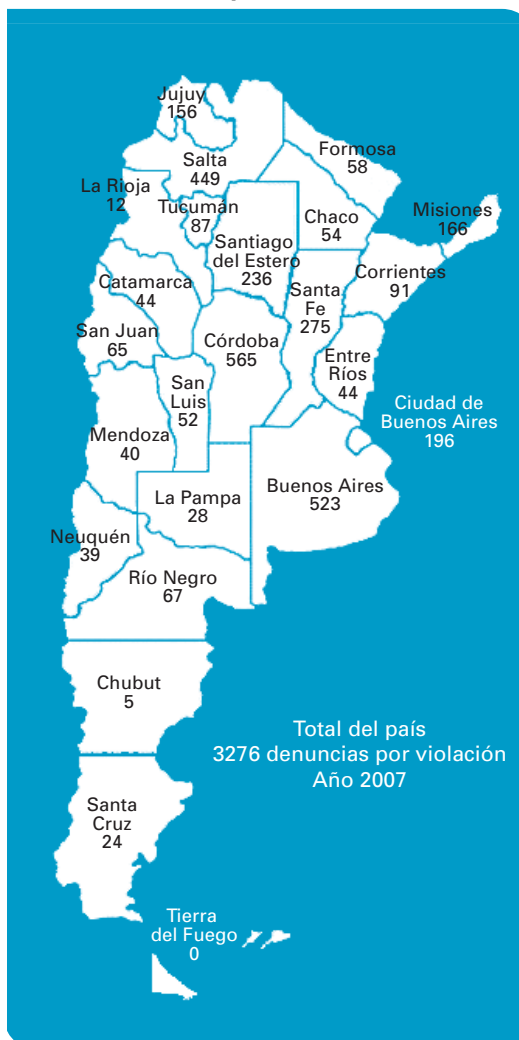 Jujuy
156
Salta
449
Formosa
58
La Rioja
12
Tucumán
87
Chaco
54
Misiones
166
Santiago
del Estero
236
Corrientes
91
Catamarca
44
Santa
Fe
275
San Juan
65
Córdoba
565
Entre
Ríos
44
San
Luis
52
Ciudad de
Buenos Aires
196
Mendoza
40
La Pampa
28
Buenos Aires
523
Neuquén
39
Río Negro
67
Chubut
5
Total del país
3276 denuncias por violación
Año 2007
Santa
Cruz
24
Tierra
del Fuego
0